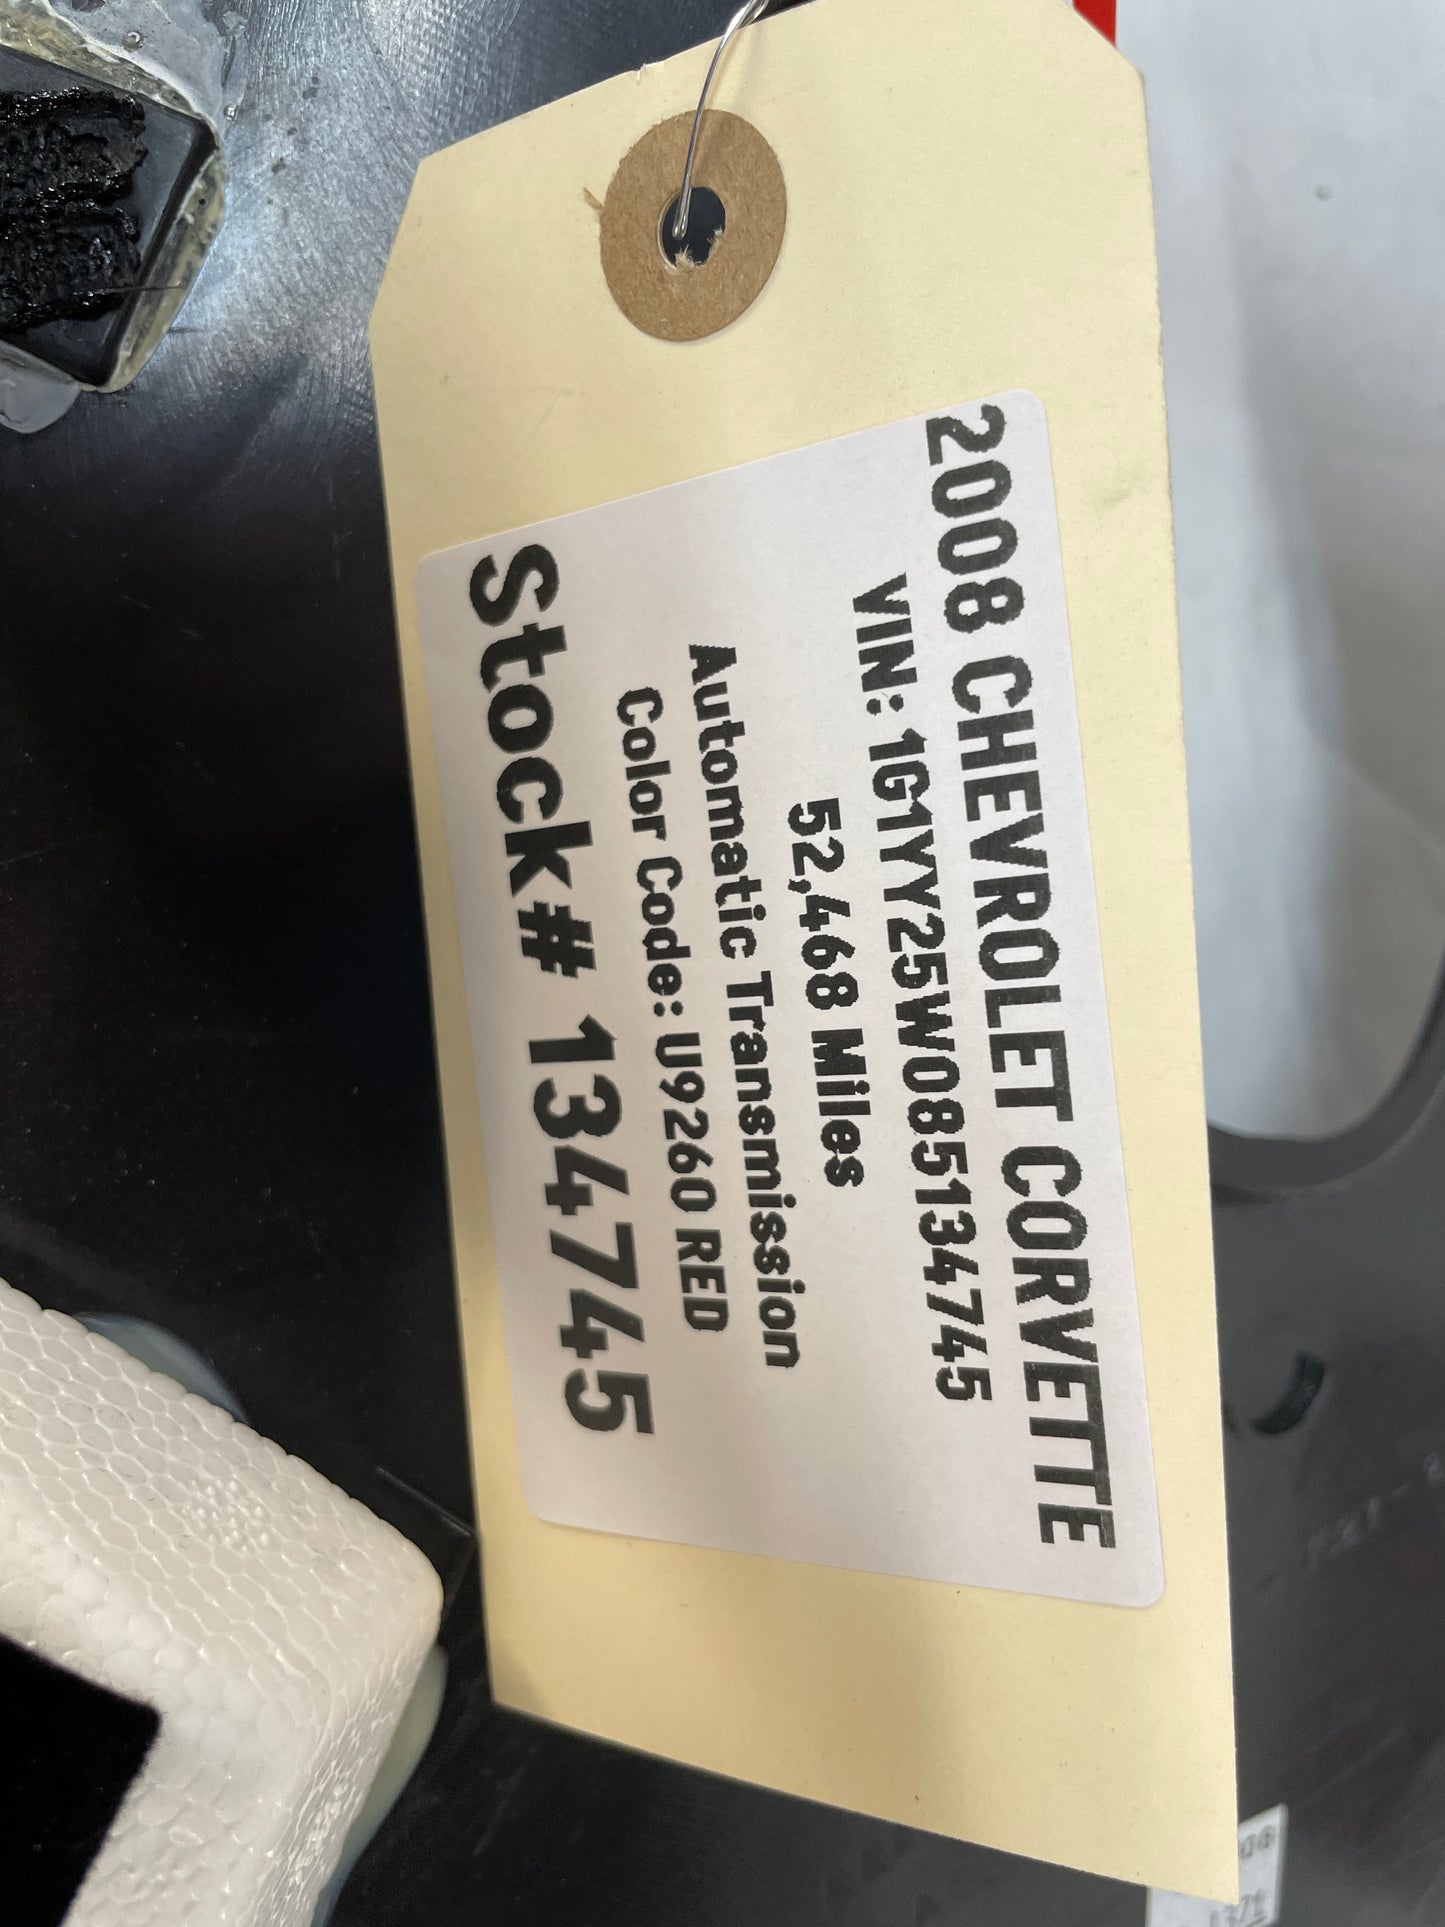 2008 CHEVROLET CORVETTE
VIN: 1G1YY25W085134745
52,468 Miles
Automatic Transmission
Color Code: U9260 RED
Stock# 134745